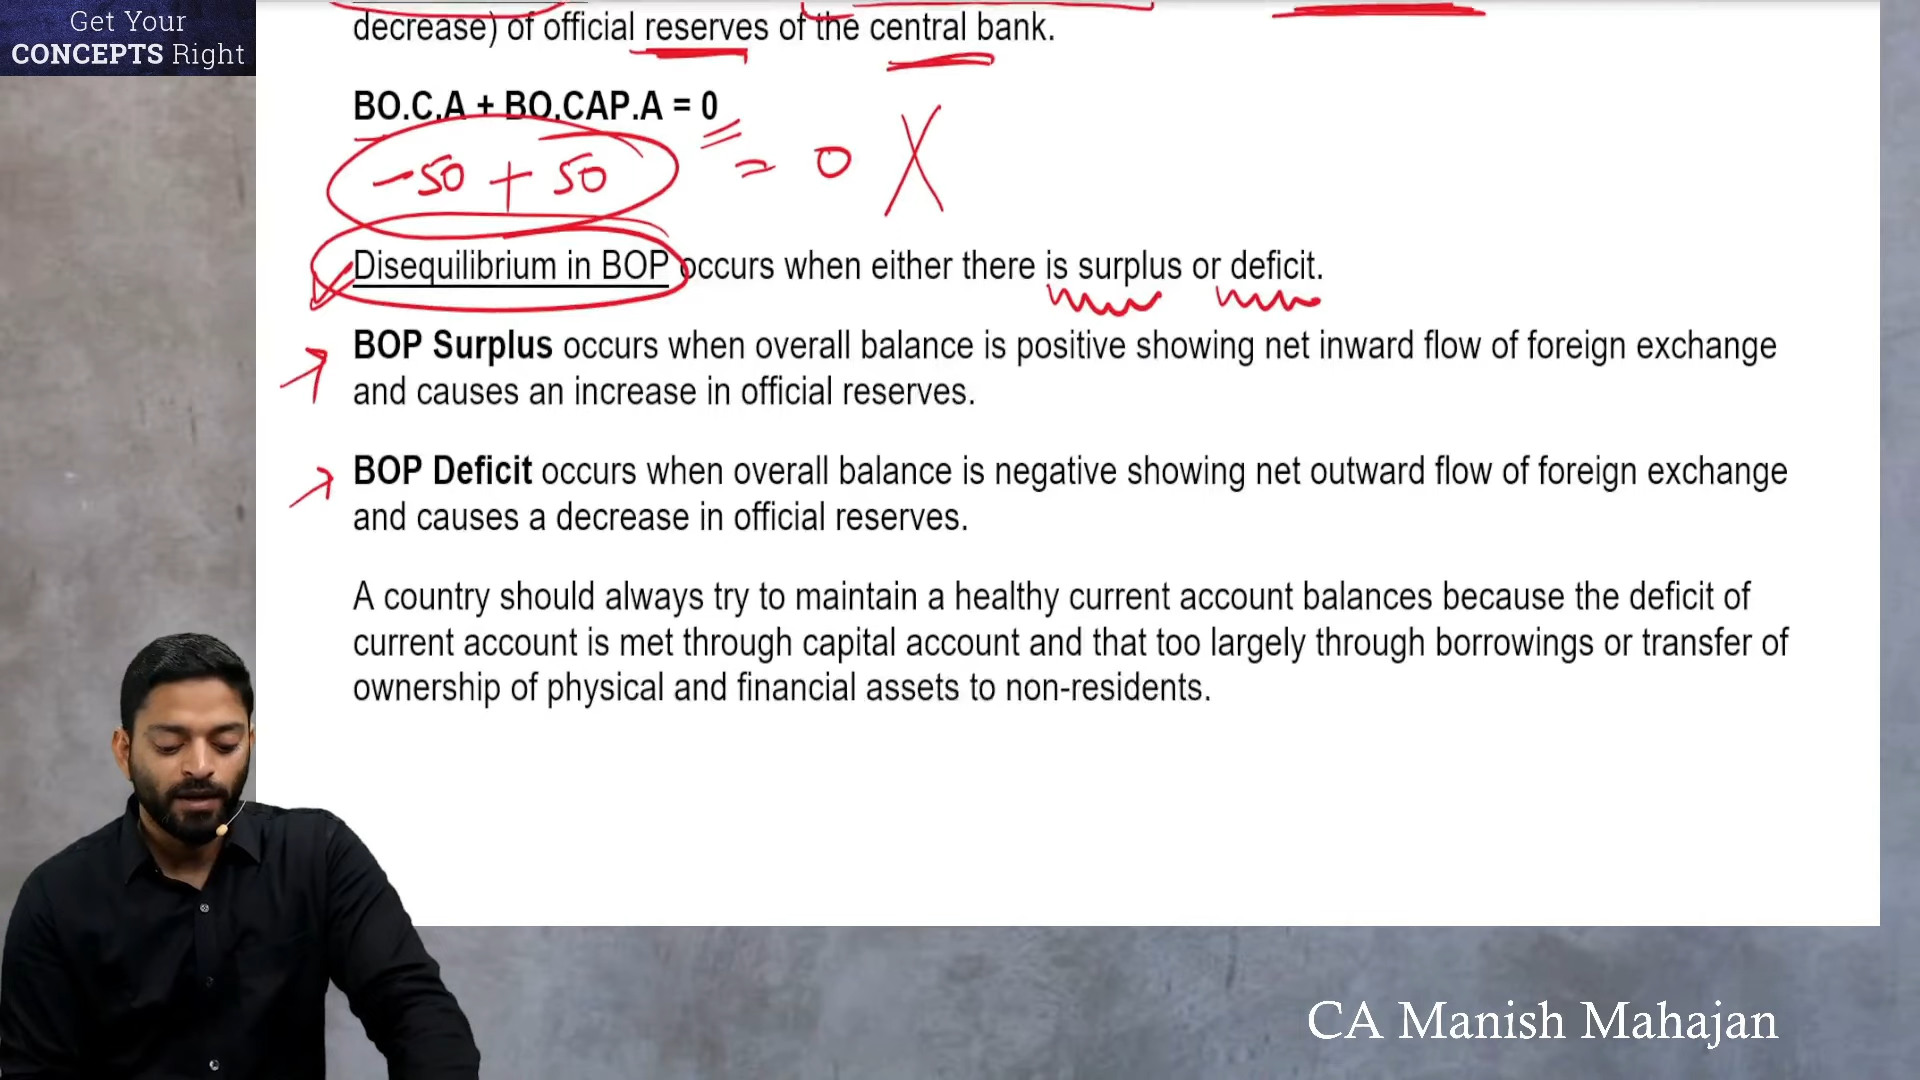 Get Your
CONCEPTS Right
decrease) of official reserves of the central bank.
BO.C.A + BO.CAP.A = 0
-50 + 50 = 0 X
Disequilibrium in BOP occurs when either there is surplus or deficit.
BOP Surplus occurs when overall balance is positive showing net inward flow of foreign exchange
and causes an increase in official reserves.
BOP Deficit occurs when overall balance is negative showing net outward flow of foreign exchange
and causes a decrease in official reserves.
A country should always try to maintain a healthy current account balances because the deficit of
current account is met through capital account and that too largely through borrowings or transfer of
ownership of physical and financial assets to non-residents.
CA Manish Mahajan